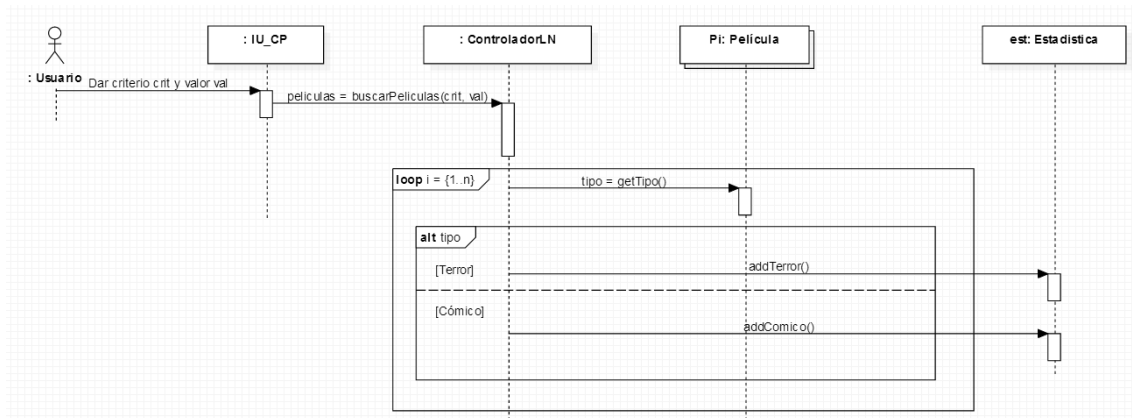 : IU_CP
: ControladorLN
Pi: Película
est: Estadistica
: Usuario
Dar criterio crit y valor val
peliculas = buscarPeliculas(crit, val)
loop i = {1..n}
tipo = getTipo()
alt tipo
[Terror]
addTerror()
[Cómico]
addComico()